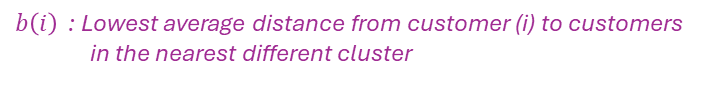 b(i) : Lowest average distance from customer (i) to customers
in the nearest different cluster